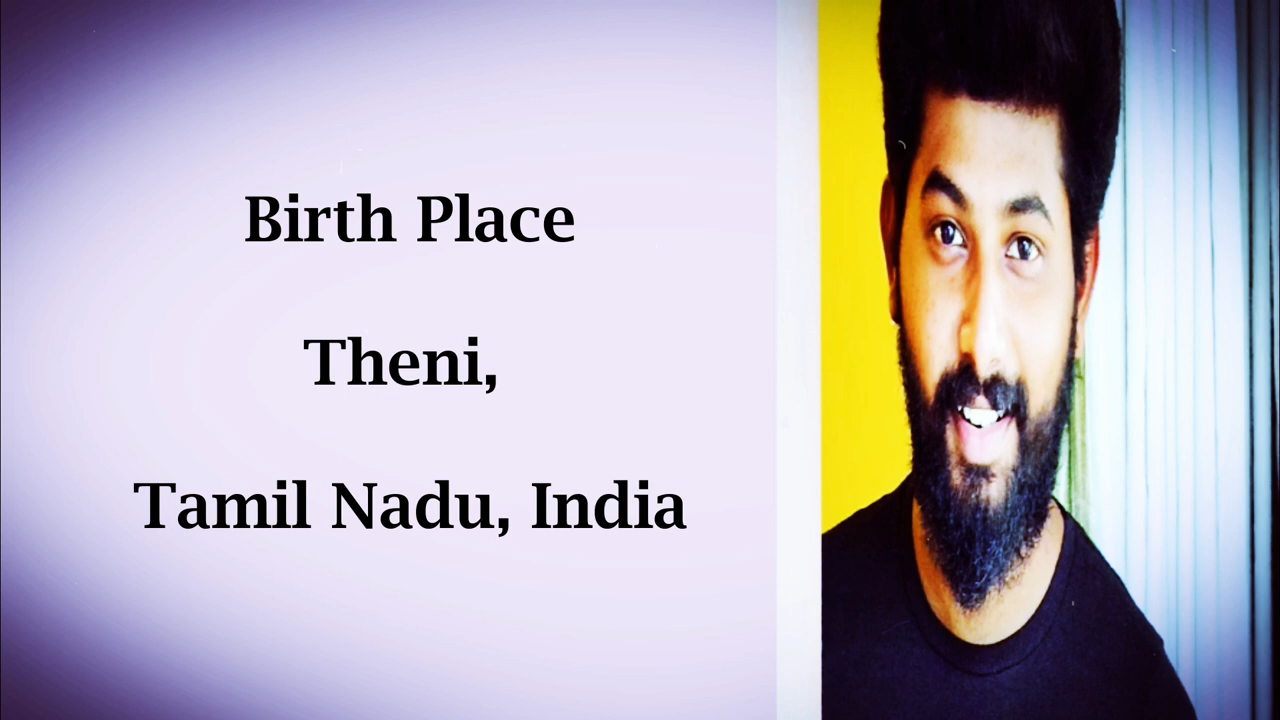 Birth Place
Theni,
Tamil Nadu, India